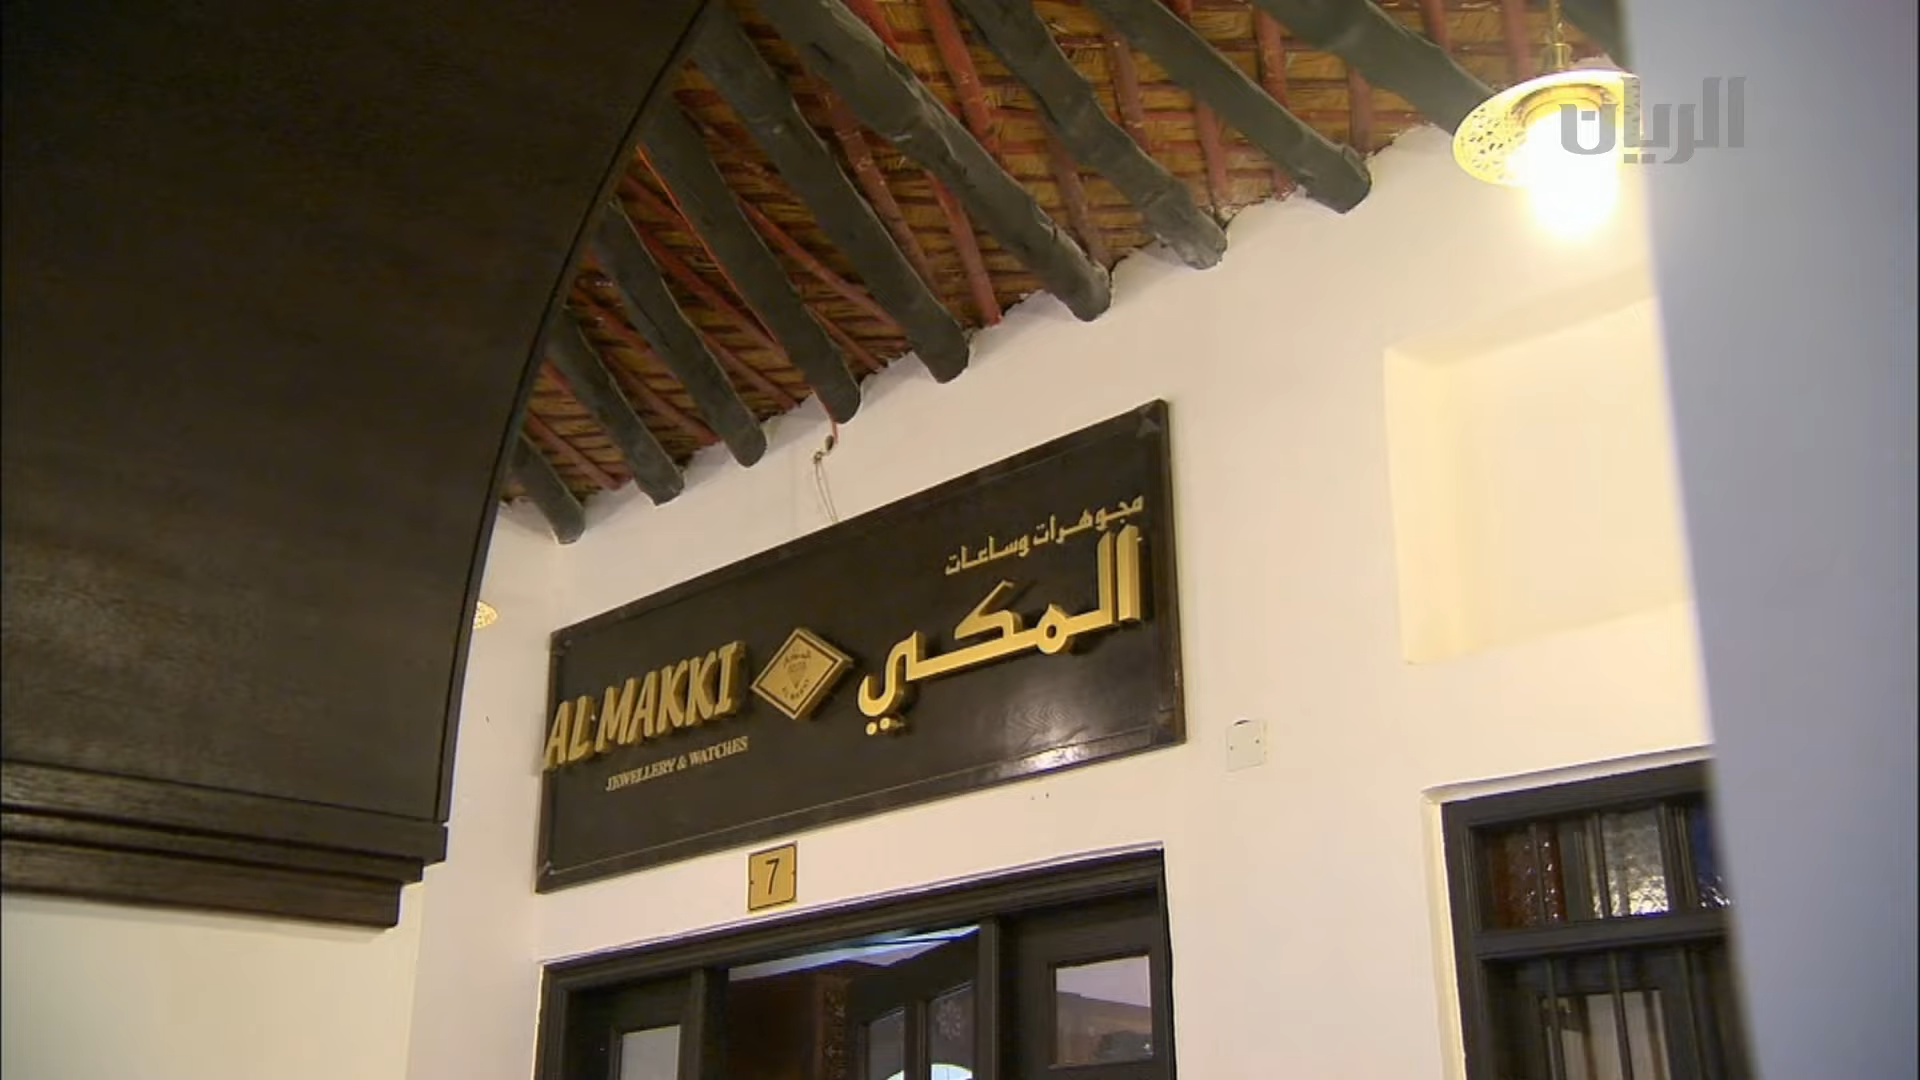 الريان
مجوهرات وساعات
المكي
AL MAKKI
JEWELLERY & WATCHES
7